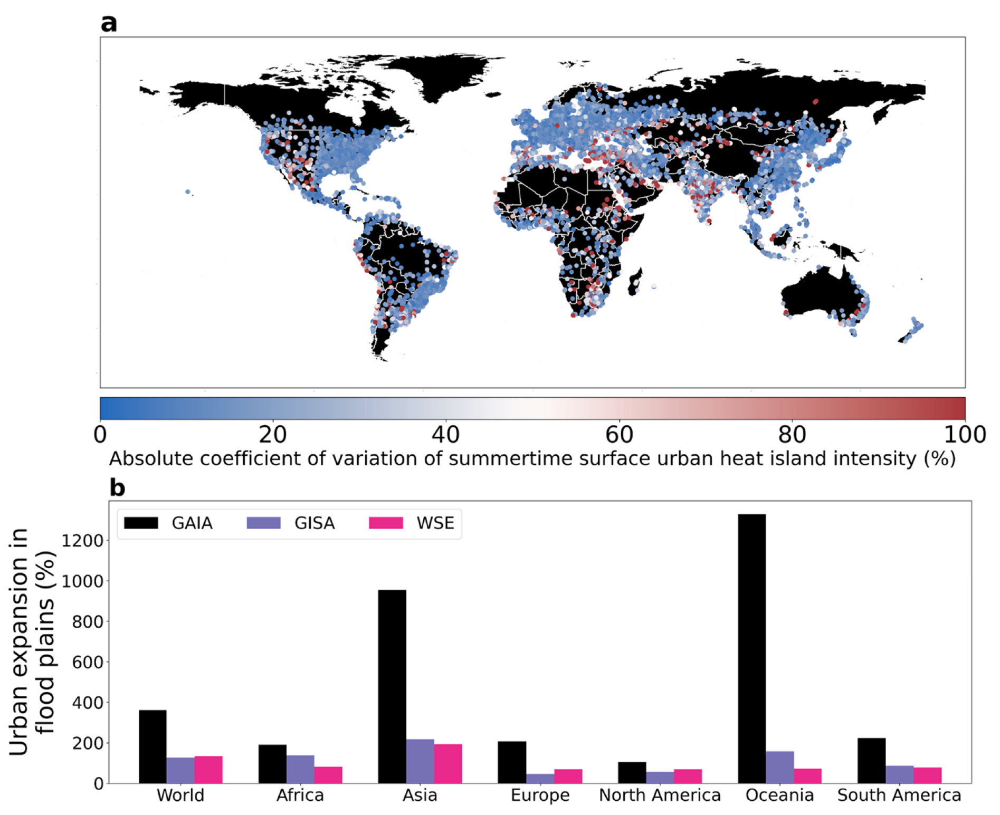 a
0 20 40 60 80 100
Absolute coefficient of variation of summertime surface urban heat island intensity (%)
b
GAIA GISA WSE
Urban expansion in
flood plains (%)
1200
1000
800
600
400
200
0
World Africa Asia Europe North America Oceania South America